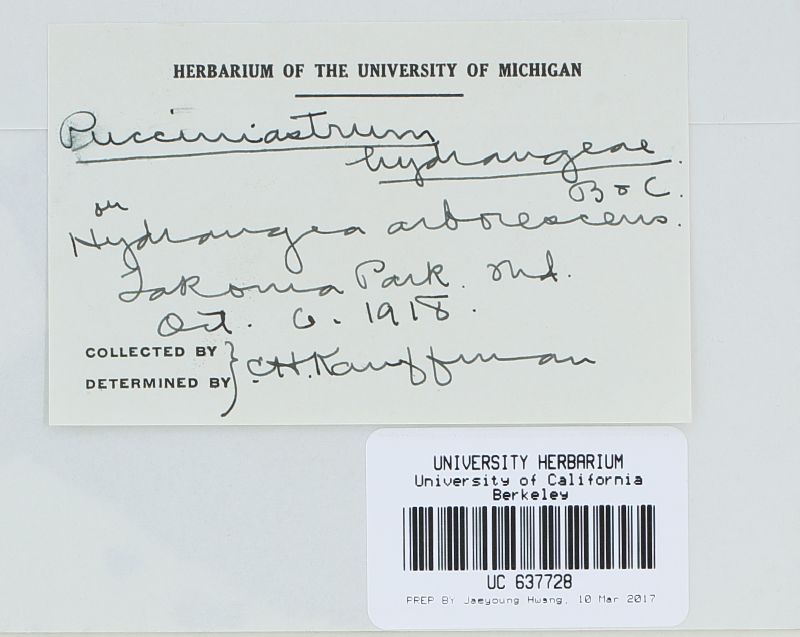 HERBARIUM OF THE UNIVERSITY OF MICHIGAN
Pucciniastrum
hydrangeae.
B & C.
on
Hydrangea arborescens.
Takoma Park. Md.
Oct. 6. 1918.
COLLECTED BY
DETERMINED BY
} C.H. Kauffman
UNIVERSITY HERBARIUM
University of California
Berkeley
UC 637728
PREP BY Jaeyoung Hwang, 10 Mar 2017